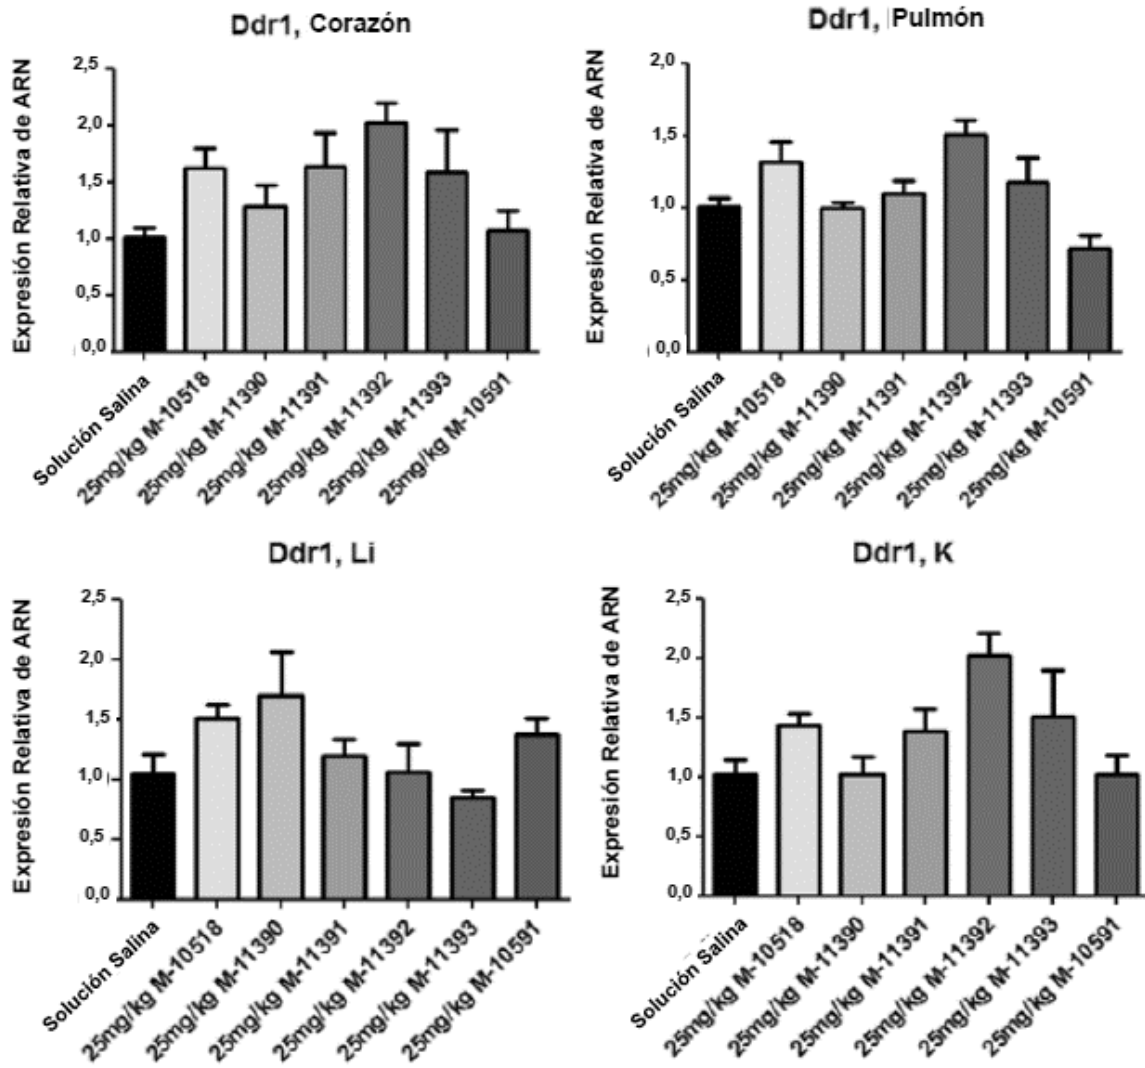 Ddr1, Corazón
Expresión Relativa de ARN
2,5
2,0
1,5
1,0
0,5
0,0
Solución Salina
25mg/kg M-10518
25mg/kg M-11390
25mg/kg M-11391
25mg/kg M-11392
25mg/kg M-11393
25mg/kg M-10591
Ddr1, Pulmón
Expresión Relativa de ARN
2,0
1,5
1,0
0,5
0,0
Solución Salina
25mg/kg M-10518
25mg/kg M-11390
25mg/kg M-11391
25mg/kg M-11392
25mg/kg M-11393
25mg/kg M-10591
Ddr1, Li
Expresión Relativa de ARN
2,5
2,0
1,5
1,0
0,5
0,0
Solución Salina
25mg/kg M-10518
25mg/kg M-11390
25mg/kg M-11391
25mg/kg M-11392
25mg/kg M-11393
25mg/kg M-10591
Ddr1, K
Expresión Relativa de ARN
2,5
2,0
1,5
1,0
0,5
0,0
Solución Salina
25mg/kg M-10518
25mg/kg M-11390
25mg/kg M-11391
25mg/kg M-11392
25mg/kg M-11393
25mg/kg M-10591